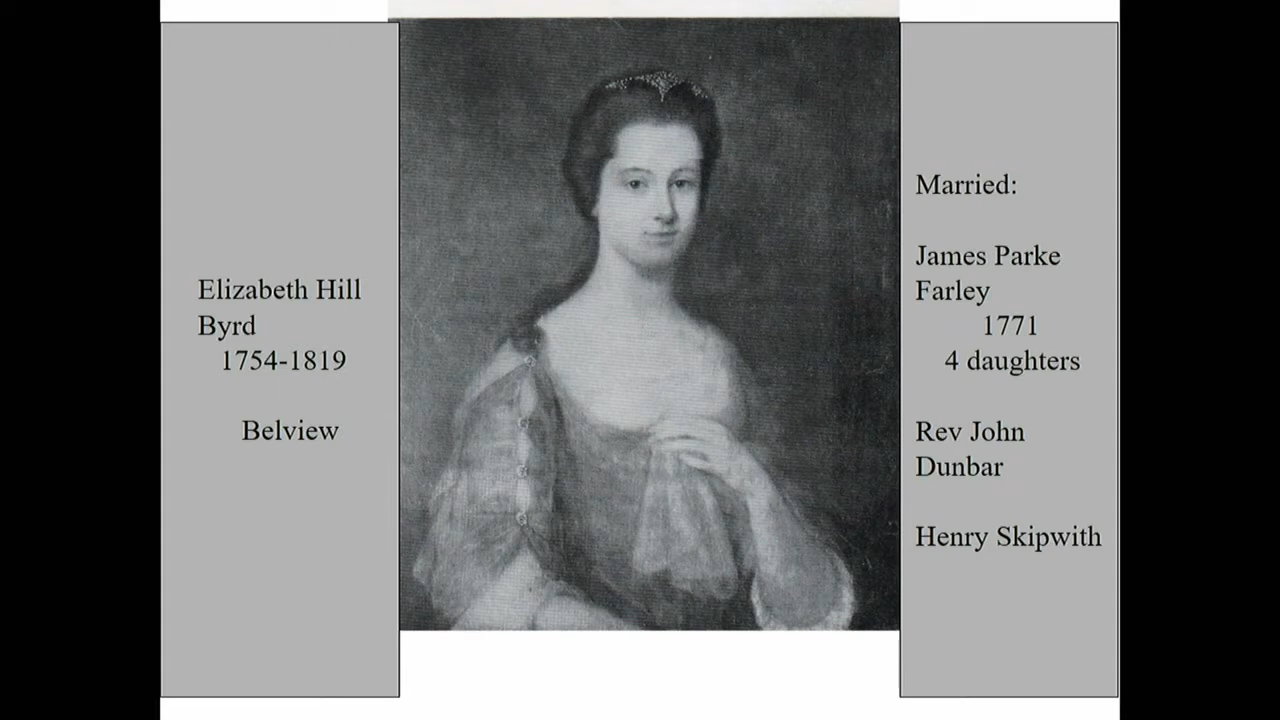 Elizabeth Hill
Byrd
1754-1819
Belview
Married:
James Parke
Farley
1771
4 daughters
Rev John
Dunbar
Henry Skipwith